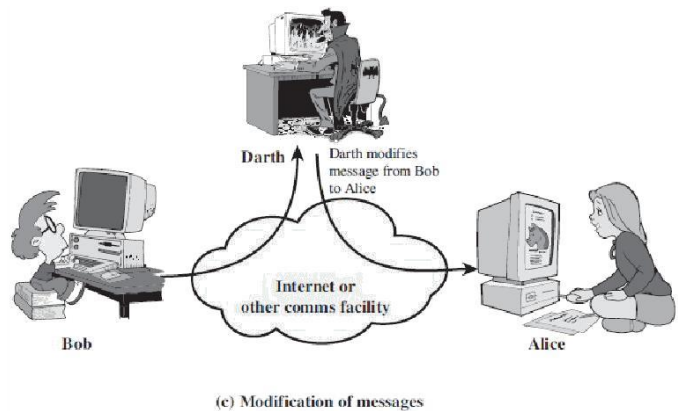 Darth
Darth modifies
message from Bob
to Alice
Internet or
other comms facility
Bob
Alice
(c) Modification of messages